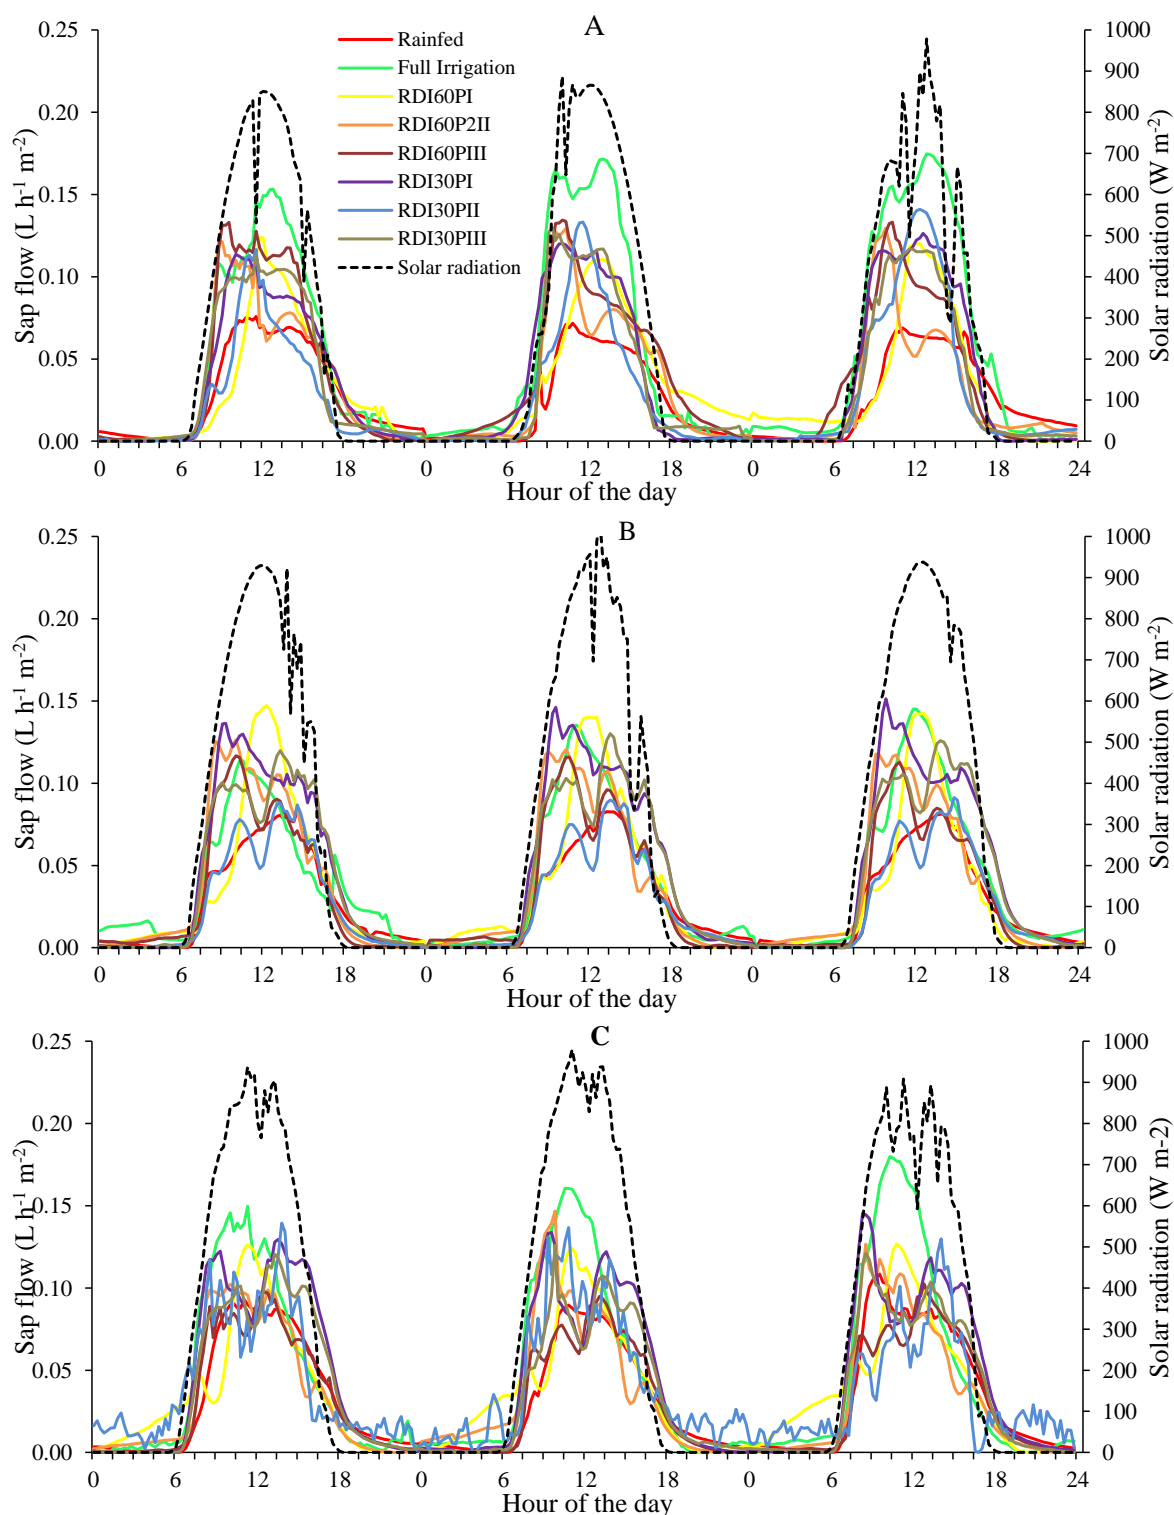 A
0.25
0.20
0.15
0.10
0.05
0.00
Sap flow (L h-1 m-2)
Rainfed
Full Irrigation
RDI60PI
RDI60P2II
RDI60PIII
RDI30PI
RDI30PII
RDI30PIII
Solar radiation
1000
900
800
700
600
500
400
300
200
100
0
Solar radiation (W m-2)
0 6 12 18 0 6 12 18 0 6 12 18 24
Hour of the day
B
0.25
0.20
0.15
0.10
0.05
0.00
Sap flow (L h-1 m-2)
1000
900
800
700
600
500
400
300
200
100
0
Solar radiation (W m-2)
0 6 12 18 0 6 12 18 0 6 12 18 24
Hour of the day
C
0.25
0.20
0.15
0.10
0.05
0.00
Sap flow (L h-1 m-2)
1000
900
800
700
600
500
400
300
200
100
0
Solar radiation (W m-2)
0 6 12 18 0 6 12 18 0 6 12 18 24
Hour of the day